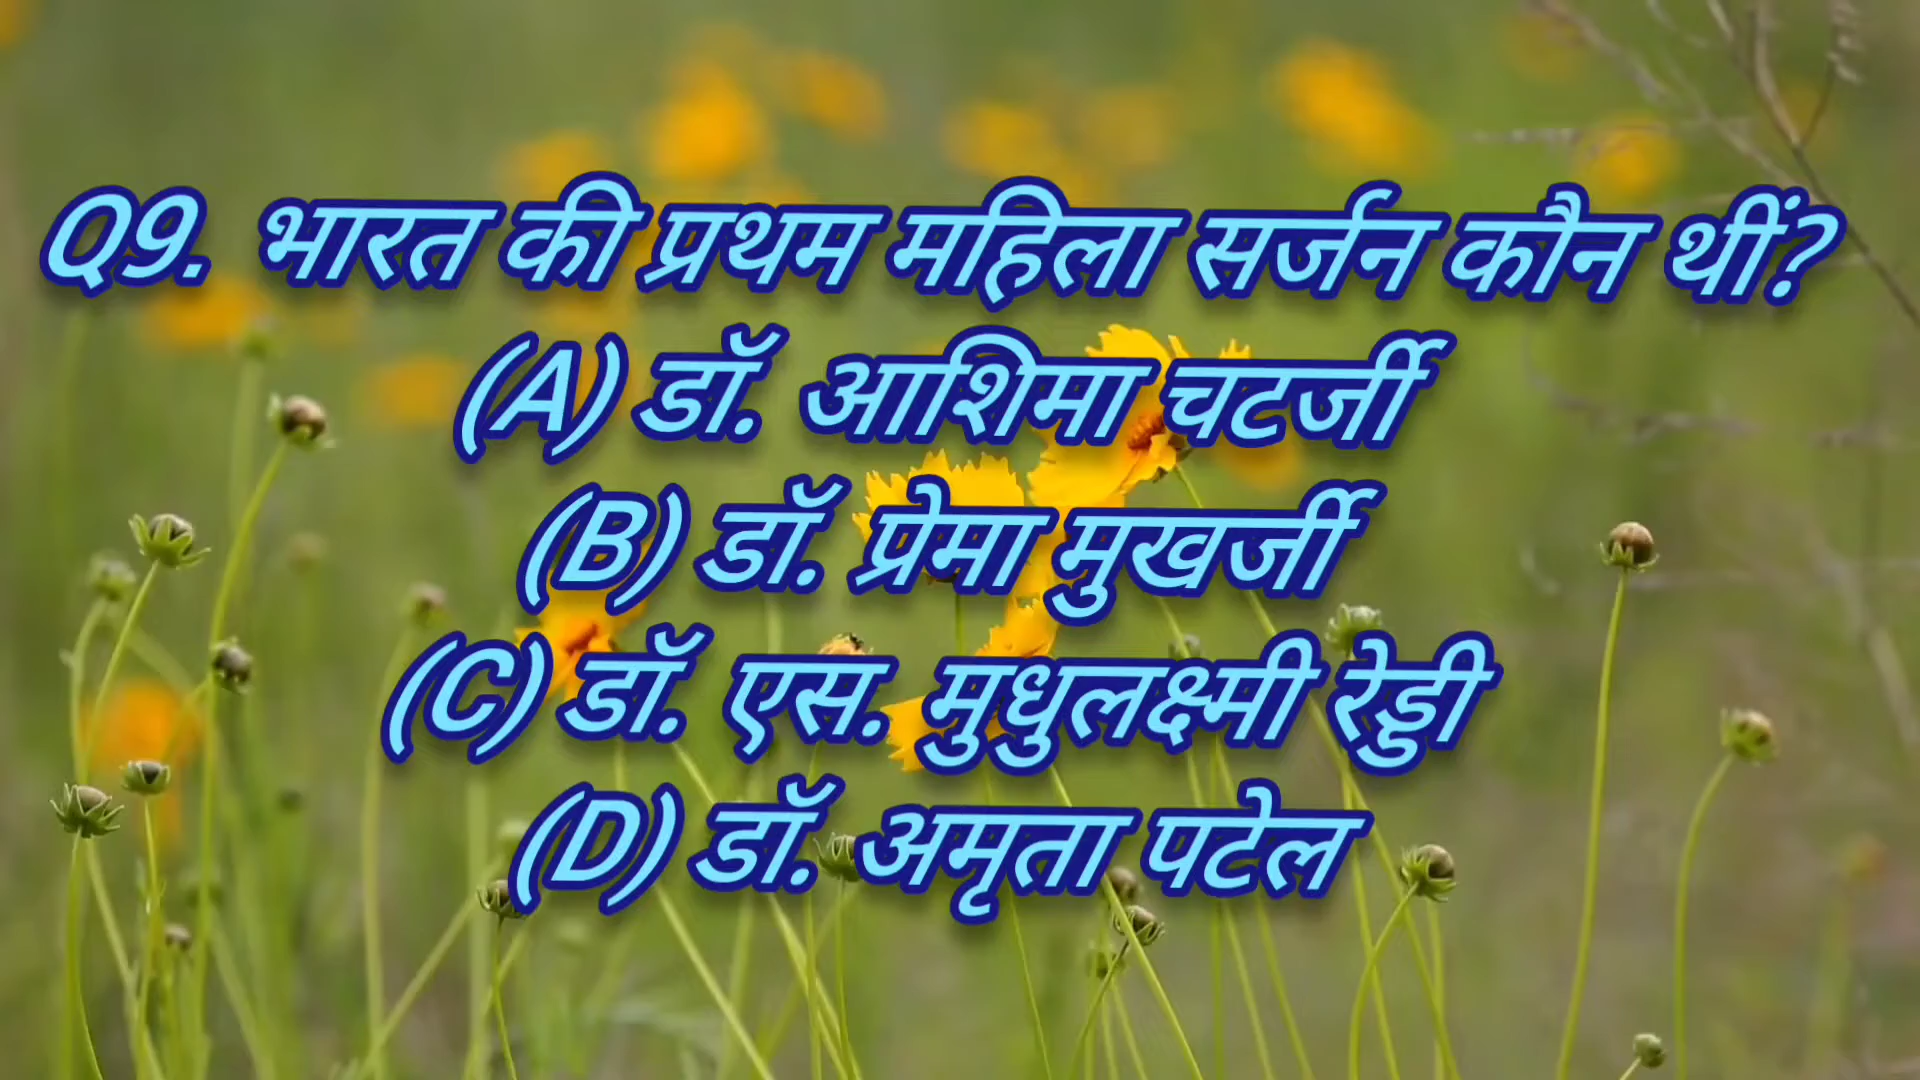 Q9. भारत की प्रथम महिला सर्जन कौन थीं?
(A) डॉ. आशिमा चटर्जी
(B) डॉ. प्रेमा मुखर्जी
(C) डॉ. एस. मुधुलक्ष्मी रेड्डी
(D) डॉ. अमृता पटेल